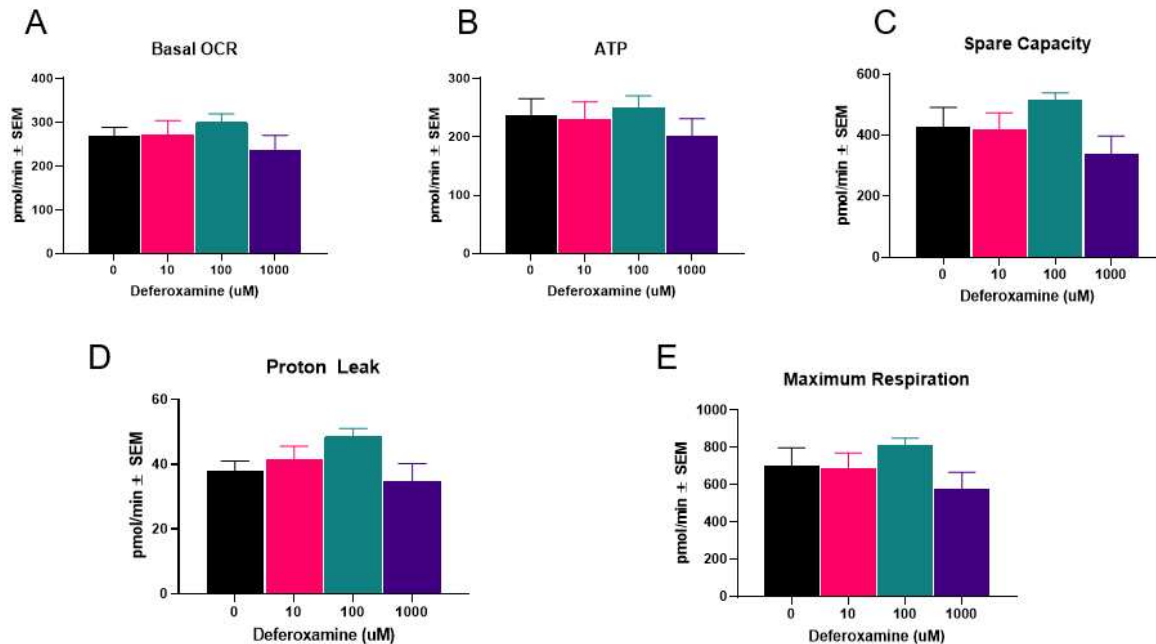 A
Basal OCR
pmol/min ± SEM
400
300
200
100
0
0 10 100 1000
Deferoxamine (uM)
B
ATP
pmol/min ± SEM
300
200
100
0
0 10 100 1000
Deferoxamine (uM)
C
Spare Capacity
pmol/min ± SEM
600
400
200
0
0 10 100 1000
Deferoxamine (uM)
D
Proton Leak
pmol/min ± SEM
60
40
20
0
0 10 100 1000
Deferoxamine (uM)
E
Maximum Respiration
pmol/min ± SEM
1000
800
600
400
200
0
0 10 100 1000
Deferoxamine (uM)